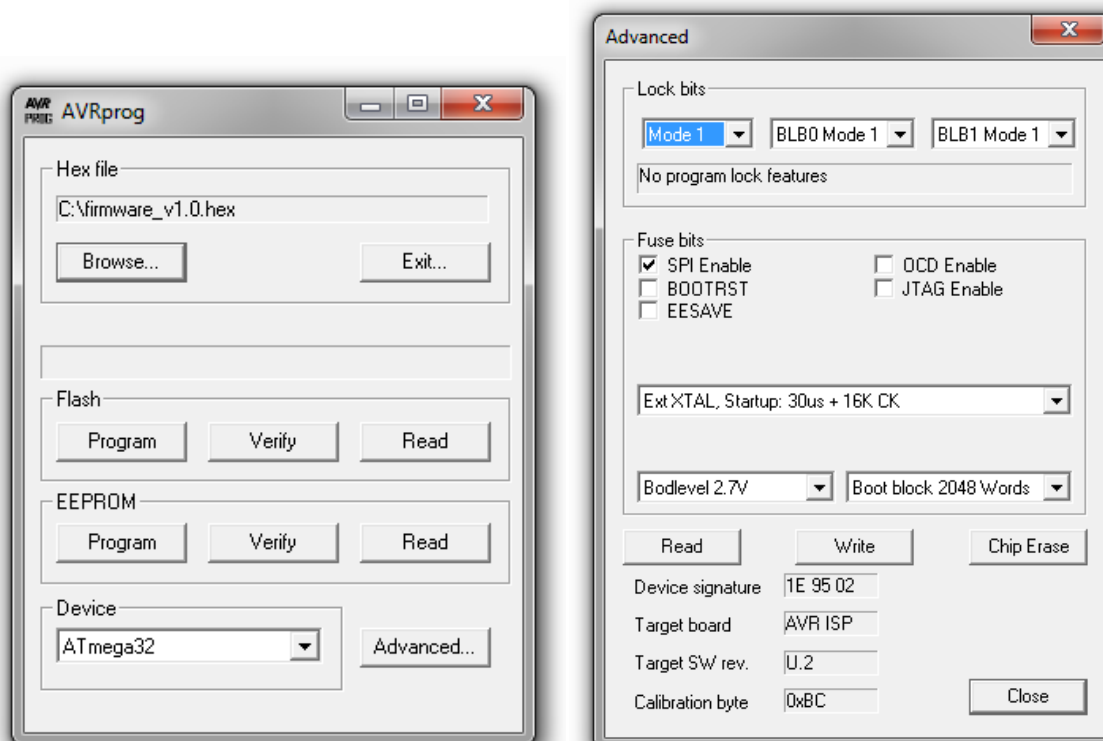 AVR
PROG
AVRprog
Hex file
C:\firmware_v1.0.hex
Browse...
Exit...
Flash
Program
Verify
Read
EEPROM
Program
Verify
Read
Device
ATmega32
Advanced...
Advanced
Lock bits
Mode 1
BLB0 Mode 1
BLB1 Mode 1
No program lock features
Fuse bits
SPI Enable
OCD Enable
BOOTRST
JTAG Enable
EESAVE
Ext XTAL, Startup: 30us + 16K CK
Bodlevel 2.7V
Boot block 2048 Words
Read
Write
Chip Erase
Device signature
1E 95 02
Target board
AVR ISP
Target SW rev.
U.2
Calibration byte
0xBC
Close